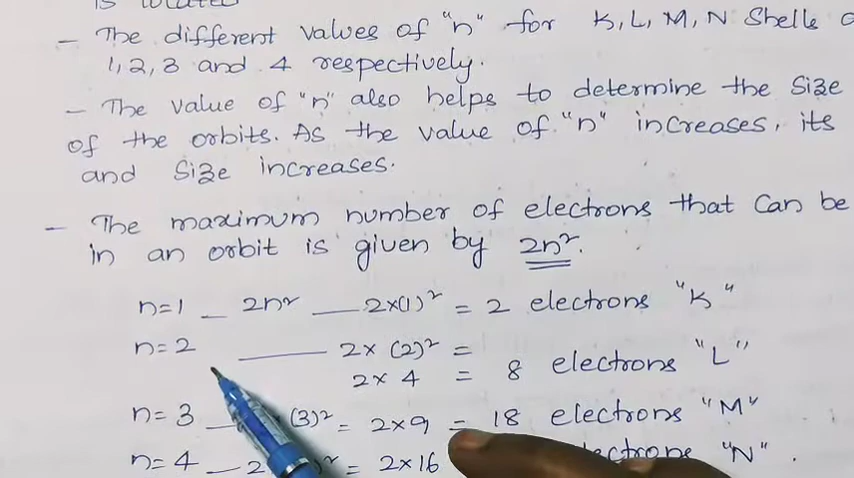 is located
- The different values of "n" for K, L, M, N Shells
1, 2, 3 and 4 respectively.
- The value of "n" also helps to determine the size
of the orbits. As the value of "n" increases, its
and size increases.
- The maximum number of electrons that can be
in an orbit is given by 2n².
n=1 — 2n² — 2×(1)² = 2 electrons "K"
n=2 — 2×(2)² =
2×4 = 8 electrons "L"
n=3 — (3)² = 2×9 = 18 electrons "M"
n=4 — 2 )² = 2×16 "N".